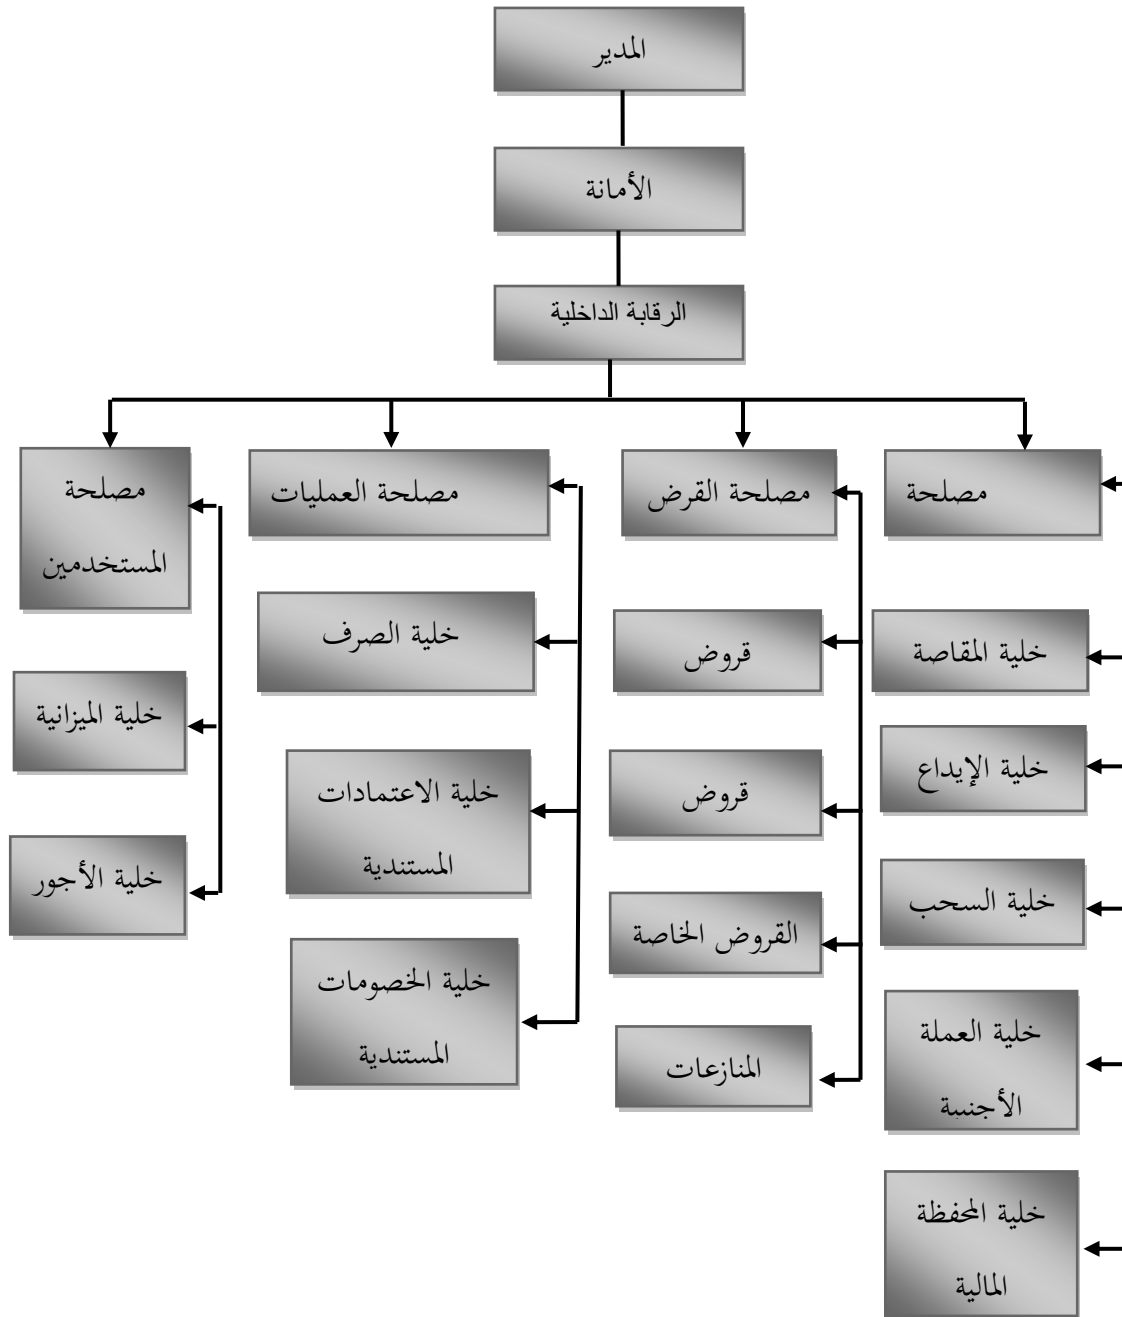 المدير
الأمانة
الرقابة الداخلية
مصلحة
مصلحة القرض
مصلحة العمليات
مصلحة
المستخدمين
خلية المقاصة
خلية الإيداع
خلية السحب
خلية العملة
الأجنبية
خلية المحفظة
المالية
قروض
قروض
القروض الخاصة
المنازعات
خلية الصرف
خلية الاعتمادات
المستندية
خلية الخصومات
المستندية
خلية الميزانية
خلية الأجور